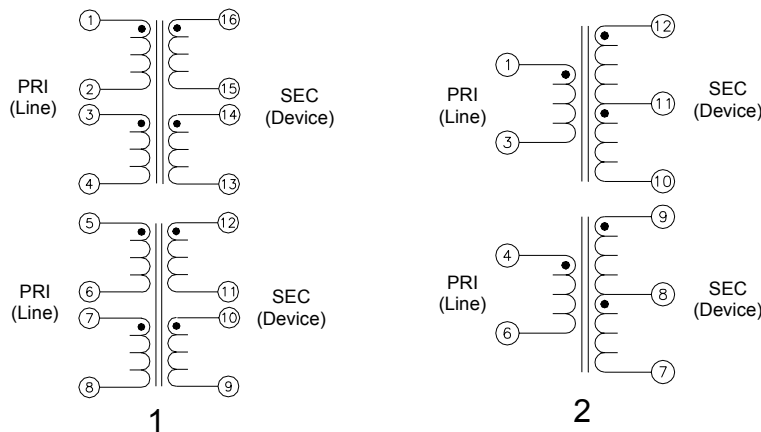 1 16
PRI
(Line)
2 15
3 14
SEC
(Device)
4 13
5 12
PRI
(Line)
6 11
7 10
SEC
(Device)
8 9
1
12
1
PRI
(Line)
11
SEC
(Device)
3
10
9
4
PRI
(Line)
8
SEC
(Device)
6
7
2